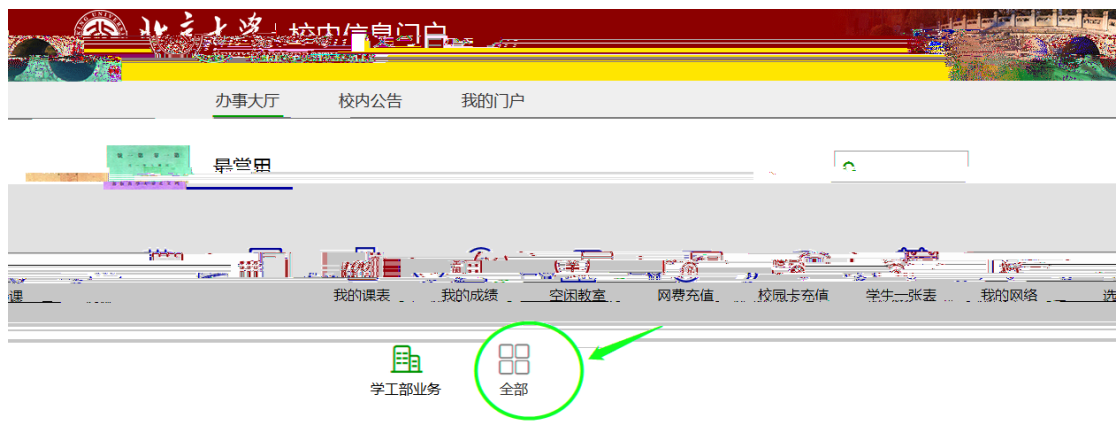 北京大学 校内信息门户
办事大厅 校内公告 我的门户
最常用
课 我的课表 我的成绩 空闲教室 网费充值 校园卡充值 学生一张表 我的网络 选
学工部业务 全部